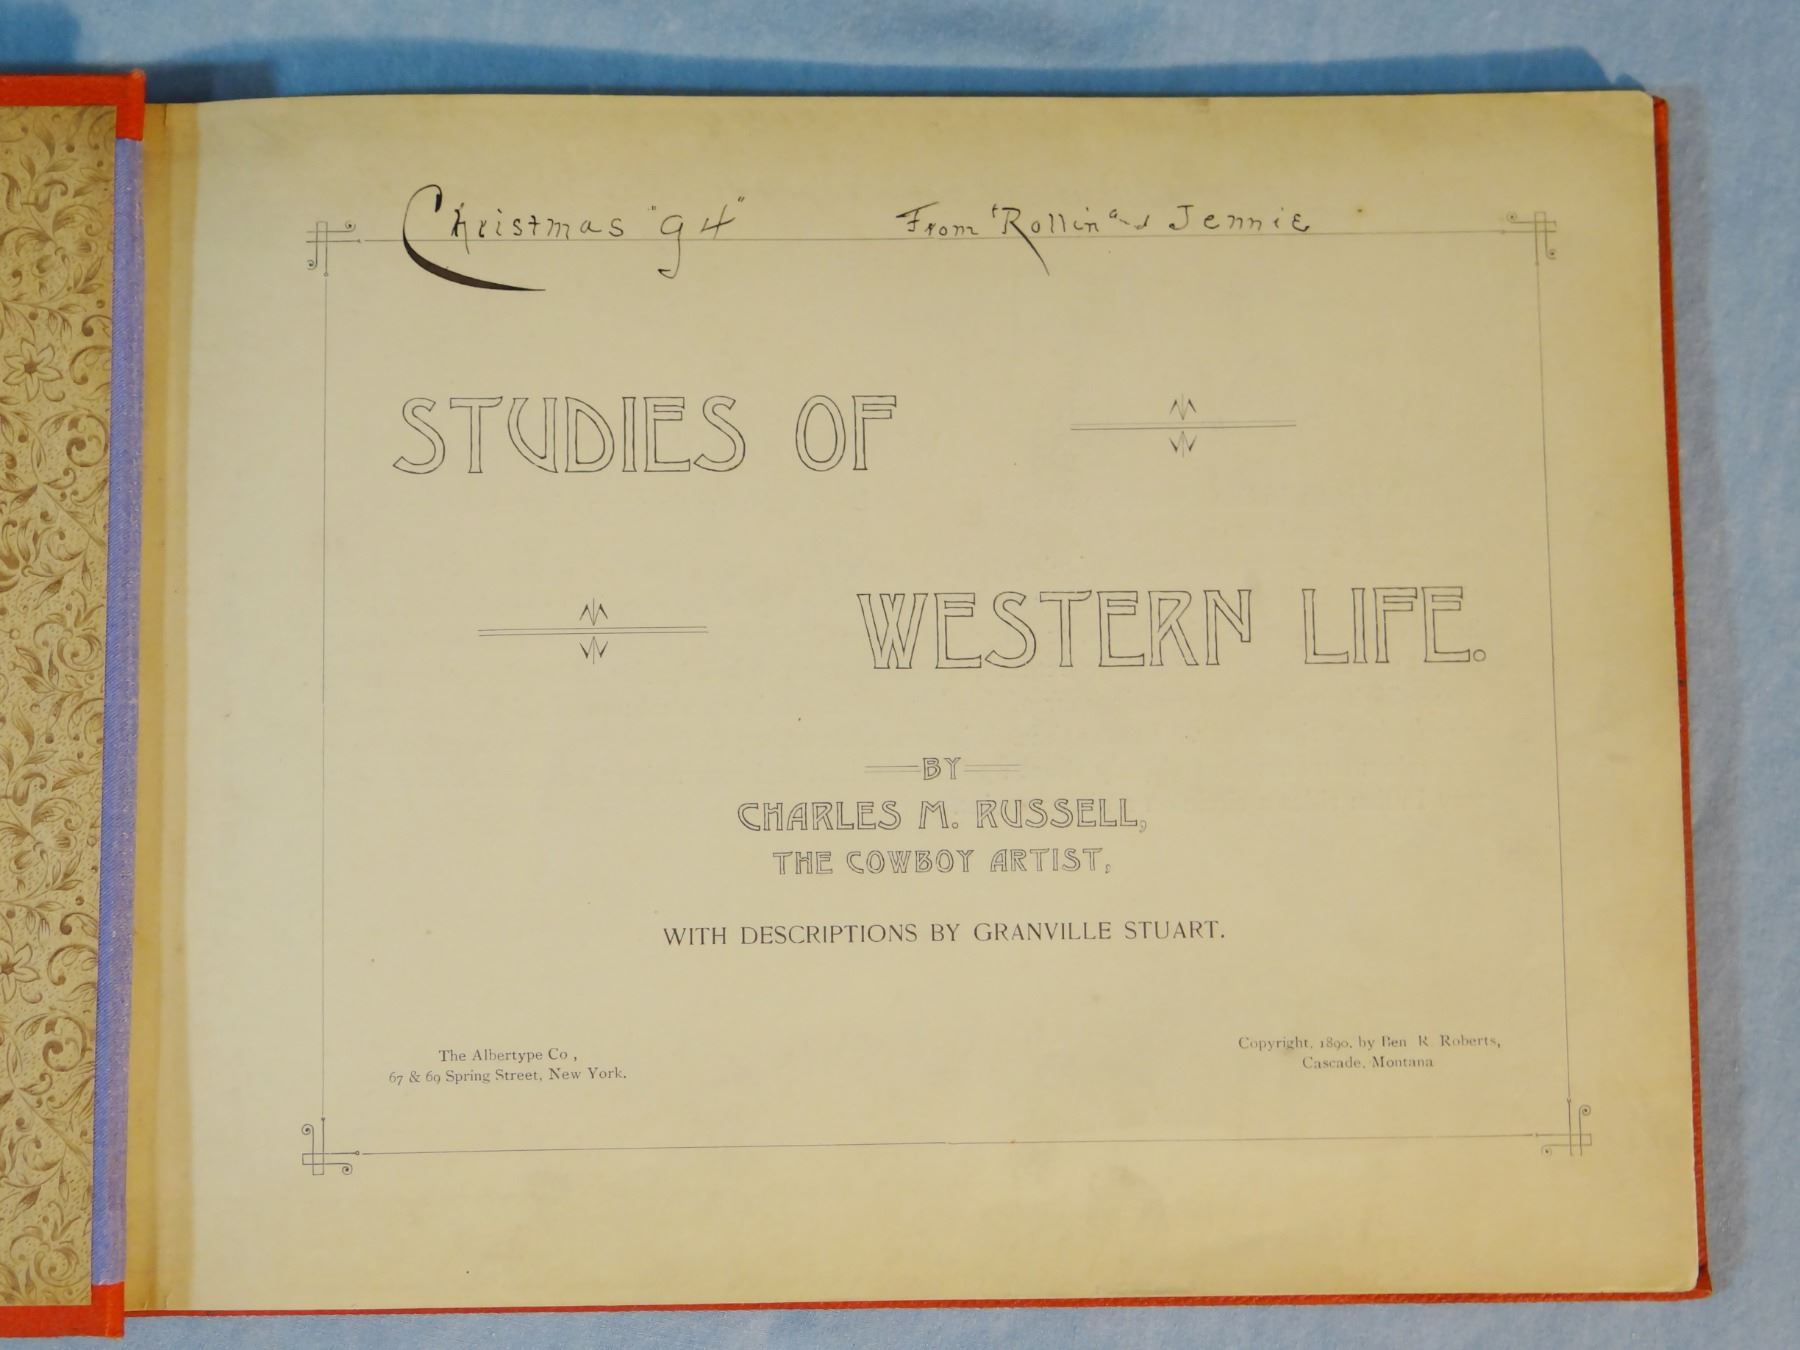 Christmas "94" From "Rollin" and Jennie
STUDIES OF
WESTERN LIFE.
BY
CHARLES M. RUSSELL,
THE COWBOY ARTIST,
WITH DESCRIPTIONS BY GRANVILLE STUART.
The Albertype Co,
67 & 69 Spring Street, New York.
Copyright, 1890, by Ben R Roberts,
Cascade, Montana